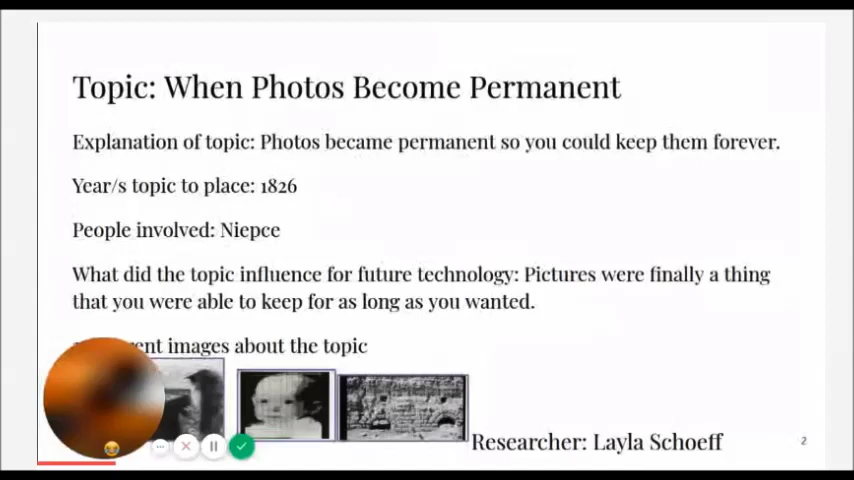 Topic: When Photos Become Permanent
Explanation of topic: Photos became permanent so you could keep them forever.
Year/s topic to place: 1826
People involved: Niepce
What did the topic influence for future technology: Pictures were finally a thing
that you were able to keep for as long as you wanted.
images about the topic
Researcher: Layla Schoeff
2